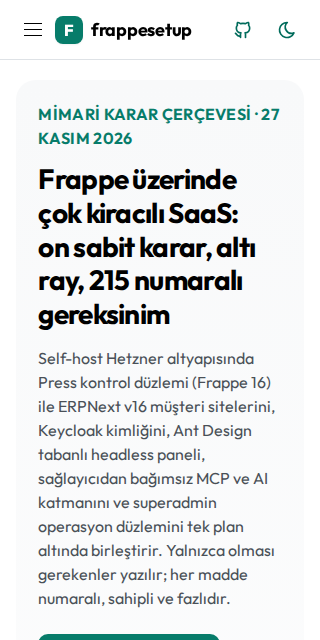 F frappesetup
MİMARİ KARAR ÇERÇEVESİ · 27
KASIM 2026
Frappe üzerinde
çok kiracılı SaaS:
on sabit karar, altı
ray, 215 numaralı
gereksinim
Self-host Hetzner altyapısında
Press kontrol düzlemi (Frappe 16)
ile ERPNext v16 müşteri sitelerini,
Keycloak kimliğini, Ant Design
tabanlı headless paneli,
sağlayıcıdan bağımsız MCP ve AI
katmanını ve superadmin
operasyon düzlemini tek plan
altında birleştirir. Yalnızca olması
gerekenler yazılır; her madde
numaralı, sahipli ve fazlıdır.